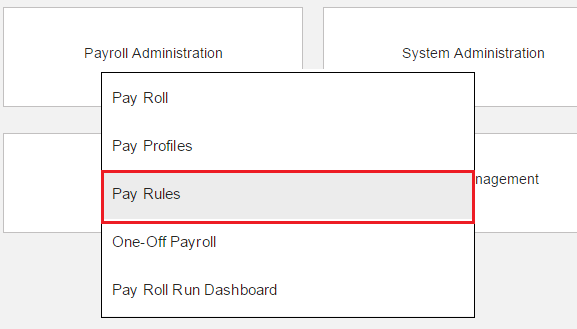 Payroll Administration
System Administration
Pay Roll
Pay Profiles
Pay Rules
nagement
One-Off Payroll
Pay Roll Run Dashboard